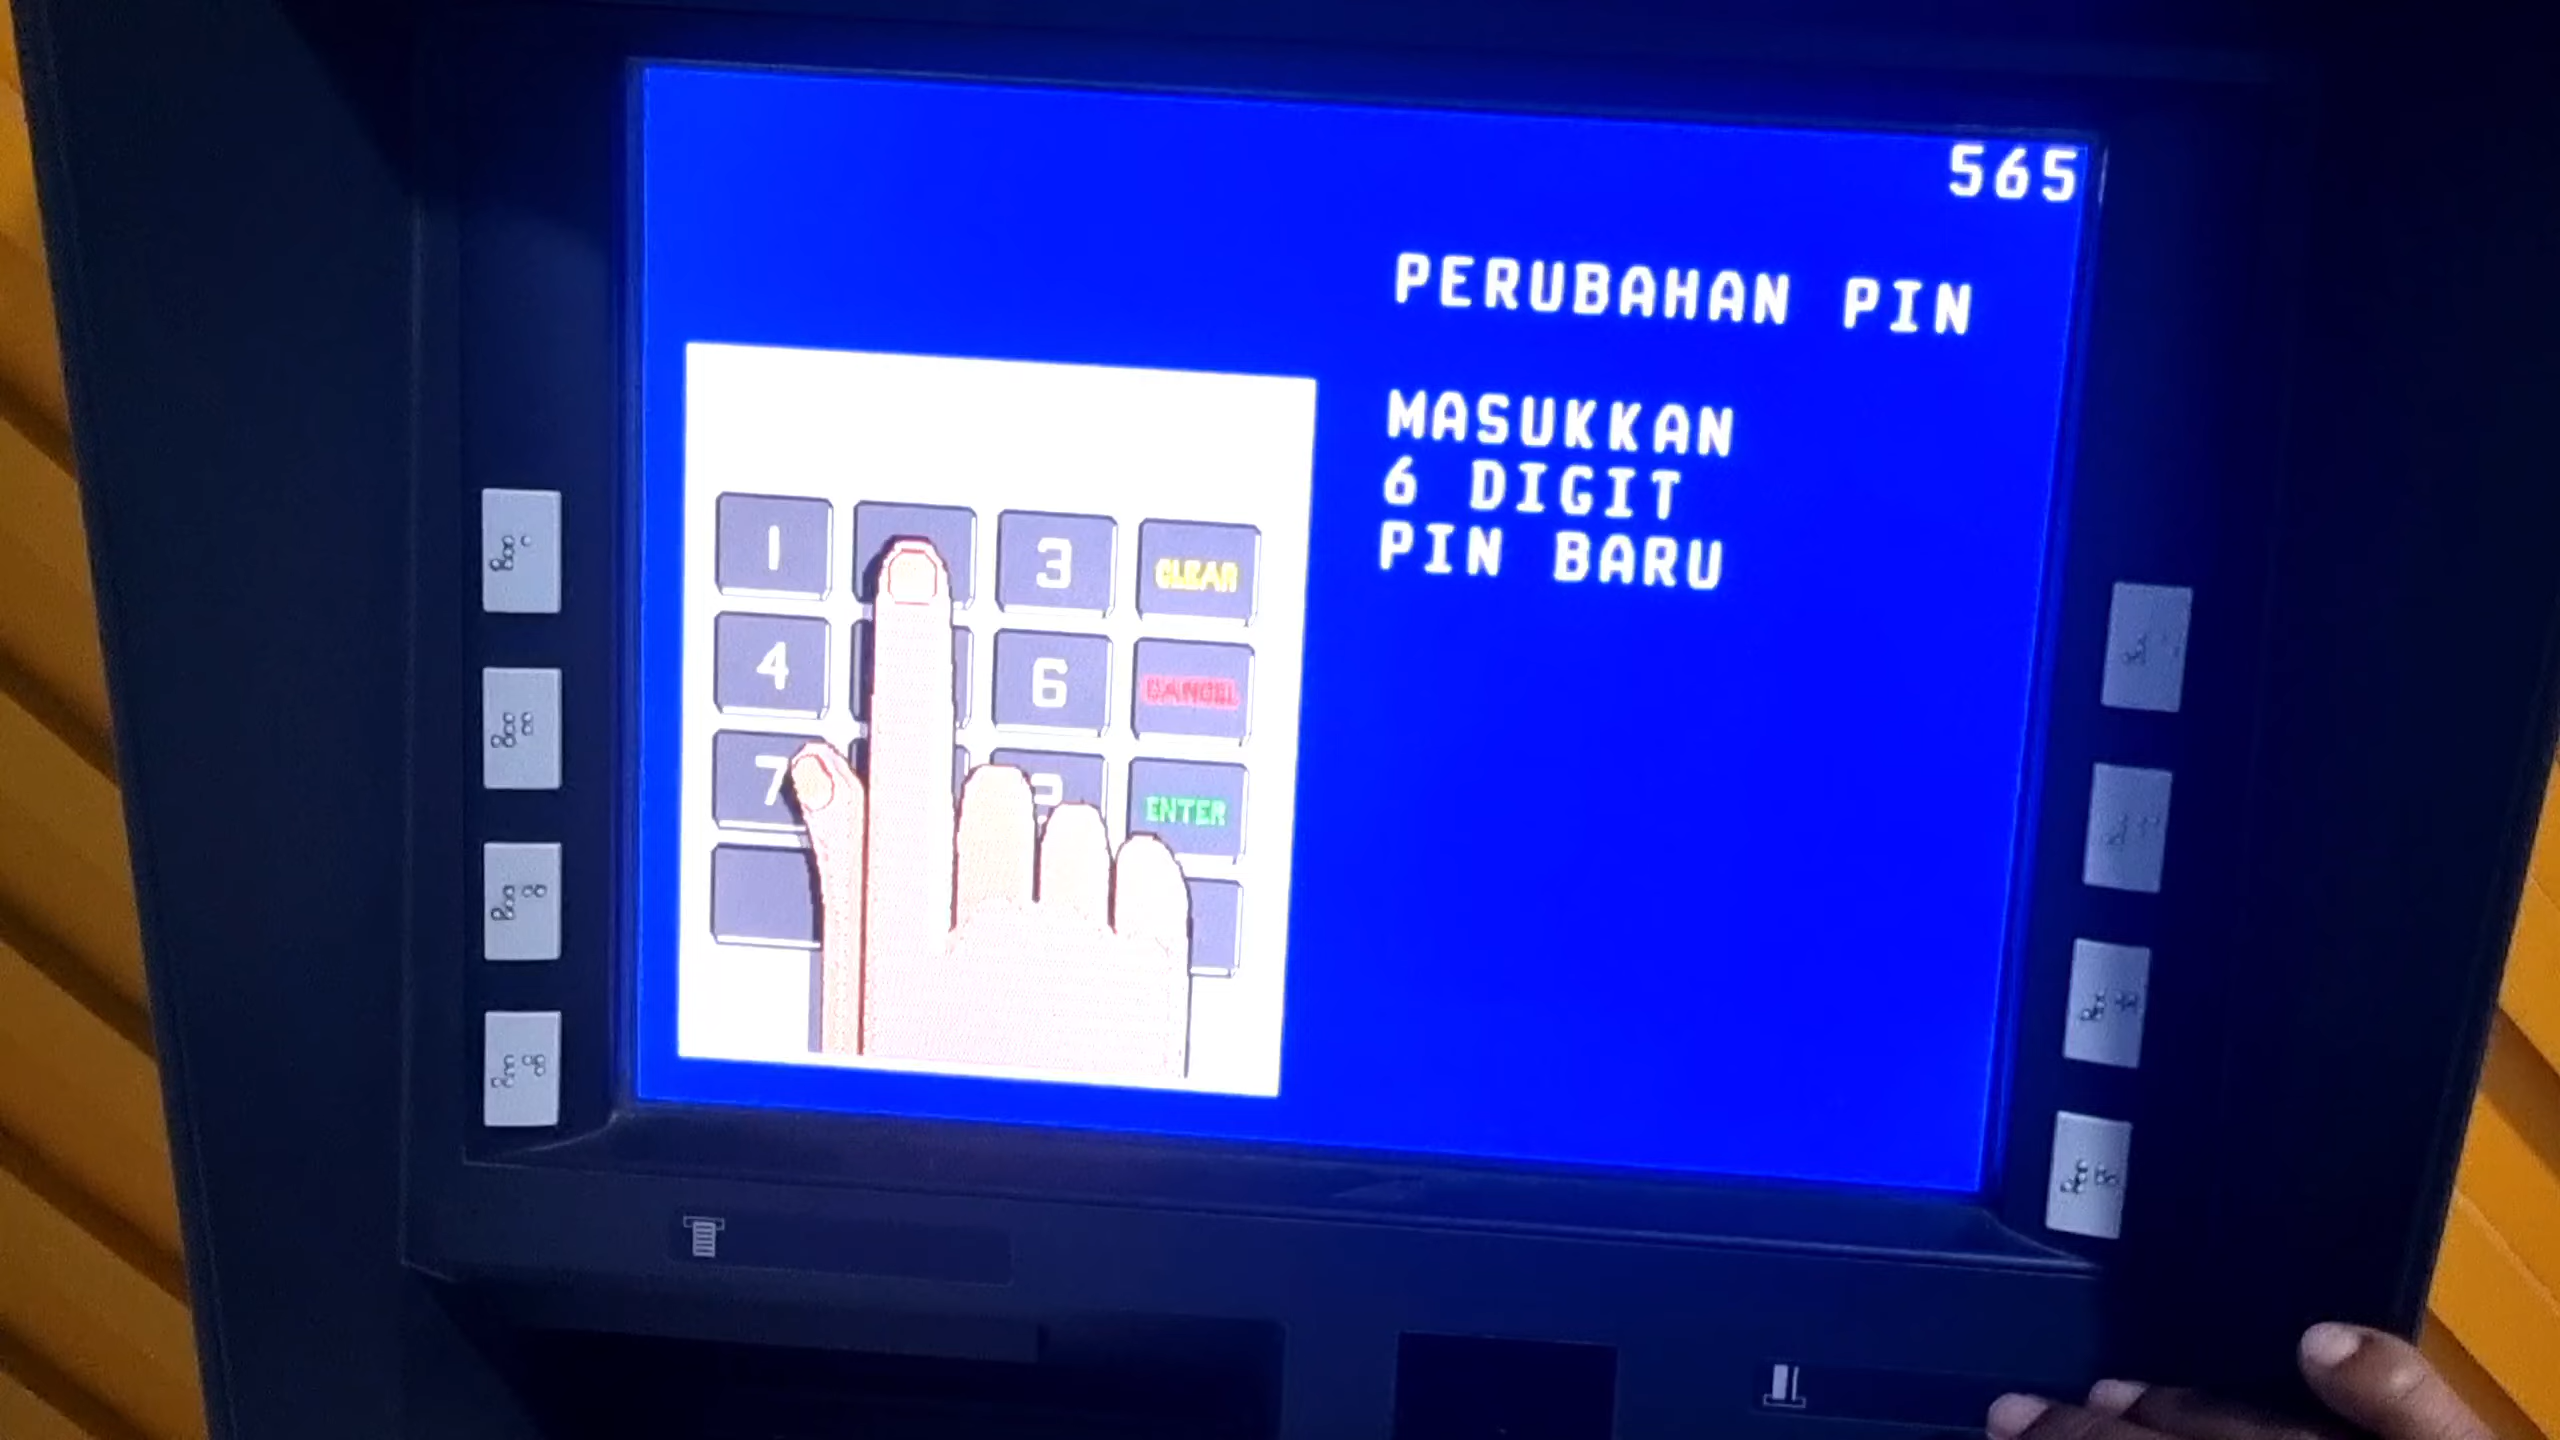 565
PERUBAHAN PIN
MASUKKAN
6 DIGIT
PIN BARU
1
3
CLEAR
4
6
CANCEL
7
ENTER